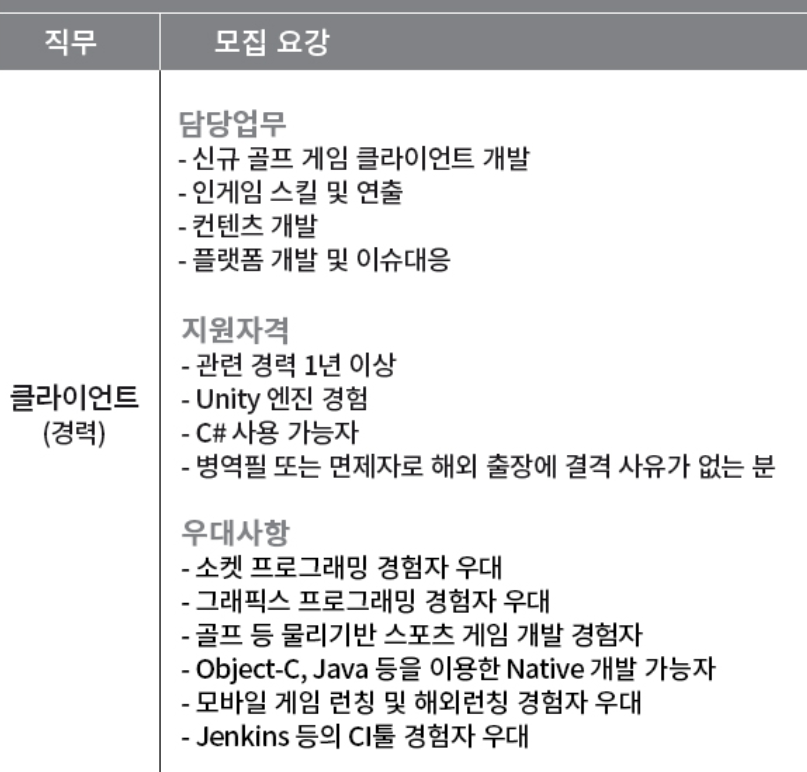 직무
모집 요강
클라이언트
(경력)
담당업무
- 신규 골프 게임 클라이언트 개발
- 인게임 스킬 및 연출
- 컨텐츠 개발
- 플랫폼 개발 및 이슈대응
지원자격
- 관련 경력 1년 이상
- Unity 엔진 경험
- C# 사용 가능자
- 병역필 또는 면제자로 해외 출장에 결격 사유가 없는 분
우대사항
- 소켓 프로그래밍 경험자 우대
- 그래픽스 프로그래밍 경험자 우대
- 골프 등 물리기반 스포츠 게임 개발 경험자
- Object-C, Java 등을 이용한 Native 개발 가능자
- 모바일 게임 런칭 및 해외런칭 경험자 우대
- Jenkins 등의 CI툴 경험자 우대